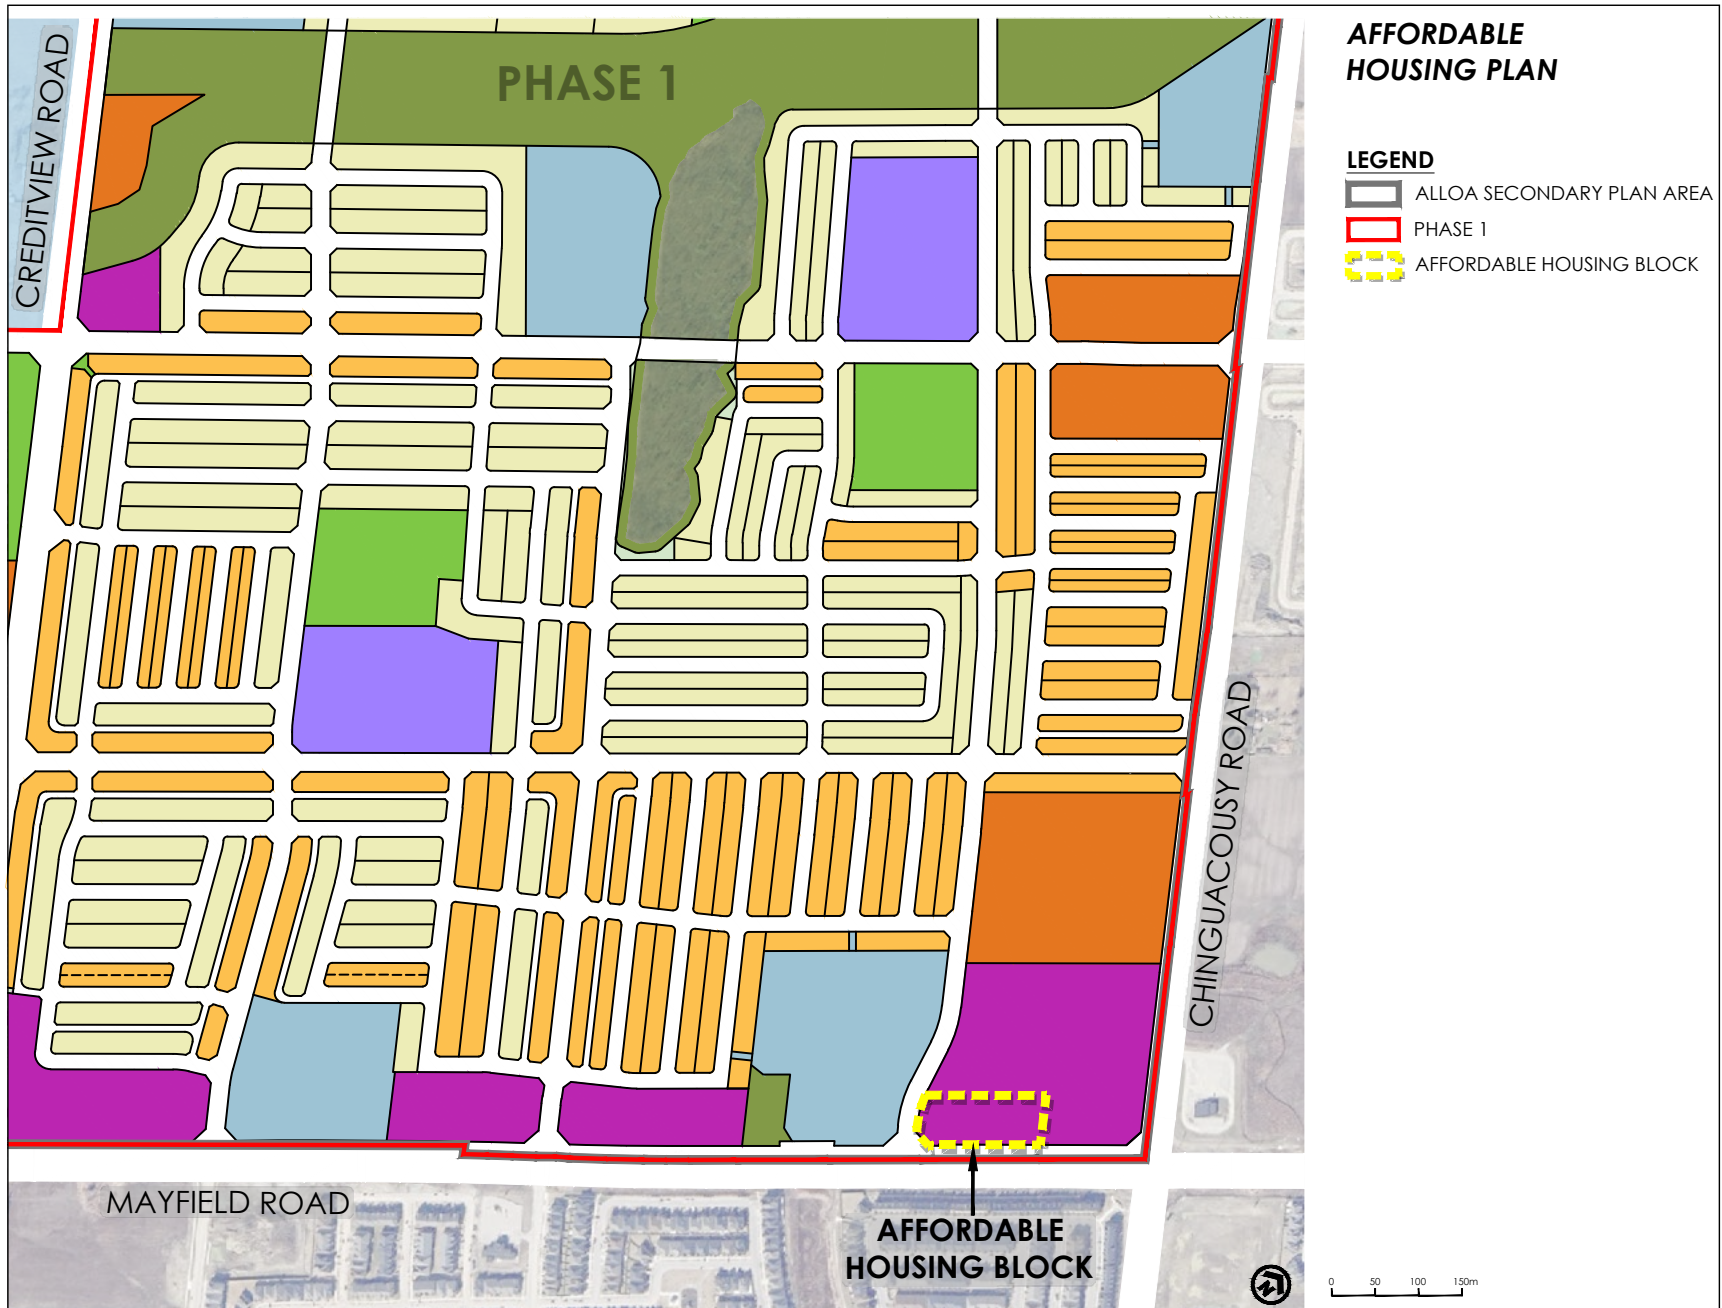 AFFORDABLE
HOUSING PLAN
LEGEND
ALLOA SECONDARY PLAN AREA
PHASE 1
AFFORDABLE HOUSING BLOCK
CREDITVIEW ROAD
PHASE 1
CHINGUACOUSY ROAD
MAYFIELD ROAD
AFFORDABLE
HOUSING BLOCK
0 50 100 150m